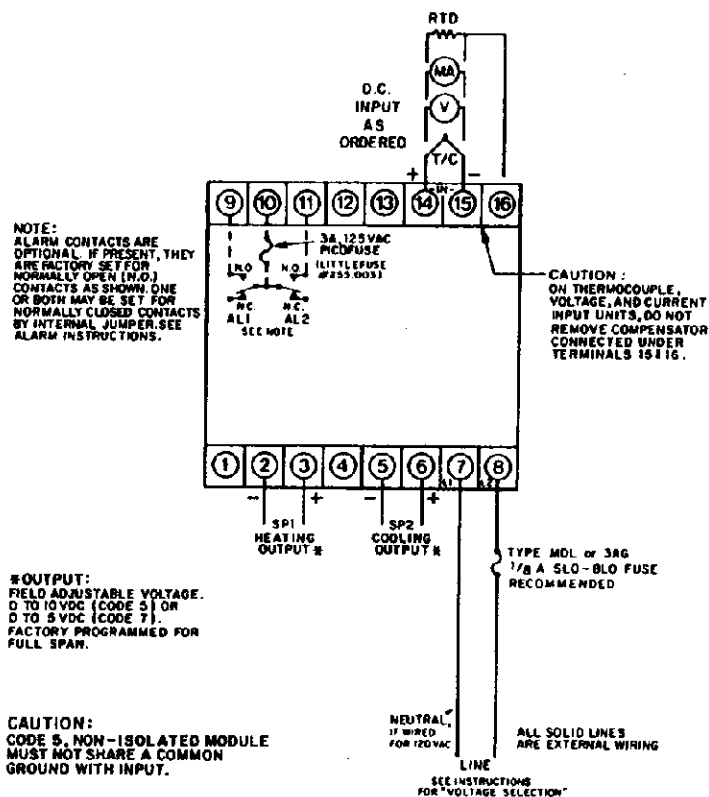 RTD
MA
D.C.
INPUT
AS
ORDERED
V
T/C
+ -
-IN-
9 10 11 12 13 14 15 16
NOTE:
ALARM CONTACTS ARE
OPTIONAL. IF PRESENT, THEY
ARE FACTORY SET FOR
NORMALLY OPEN (N.O.)
CONTACTS AS SHOWN. ONE
OR BOTH MAY BE SET FOR
NORMALLY CLOSED CONTACTS
BY INTERNAL JUMPER. SEE
ALARM INSTRUCTIONS.
3A, 125VAC
PICOFUSE
(LITTLEFUSE
#255.003)
N.O. N.O.
N.C. N.C.
AL1 AL2
SEE NOTE
CAUTION:
ON THERMOCOUPLE,
VOLTAGE, AND CURRENT
INPUT UNITS, DO NOT
REMOVE COMPENSATOR
CONNECTED UNDER
TERMINALS 15 & 16.
1 2 3 4 5 6 7 8
- + - +
SP1
HEATING
OUTPUT *
SP2
COOLING
OUTPUT *
TYPE MDL or 3AG
1/8 A SLO-BLO FUSE
RECOMMENDED
*OUTPUT:
FIELD ADJUSTABLE VOLTAGE.
0 TO 10 VDC (CODE 5) OR
0 TO 5 VDC (CODE 7).
FACTORY PROGRAMMED FOR
FULL SPAN.
CAUTION:
CODE 5, NON-ISOLATED MODULE
MUST NOT SHARE A COMMON
GROUND WITH INPUT.
NEUTRAL,
IF WIRED
FOR 120 VAC
LINE
ALL SOLID LINES
ARE EXTERNAL WIRING
SEE INSTRUCTIONS
FOR "VOLTAGE SELECTION"